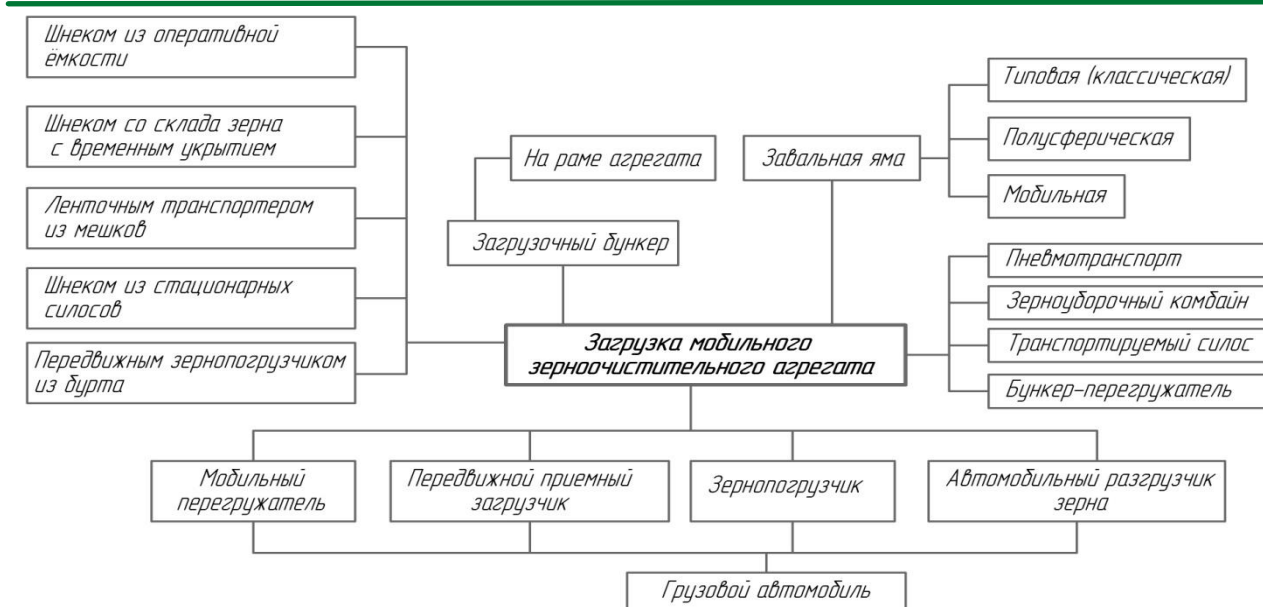 Шнеком из оперативной
ёмкости
Шнеком со склада зерна
с временным укрытием
Ленточным транспортером
из мешков
Шнеком из стационарных
силосов
Передвижным зернопогрузчиком
из бурта
На раме агрегата
Загрузочный бункер
Завальная яма
Типовая (классическая)
Полусферическая
Мобильная
Пневмотранспорт
Зерноуборочный комбайн
Транспортируемый силос
Бункер-перегружатель
Загрузка мобильного
зерноочистительного агрегата
Мобильный
перегружатель
Передвижной приемный
загрузчик
Зернопогрузчик
Автомобильный разгрузчик
зерна
Грузовой автомобиль